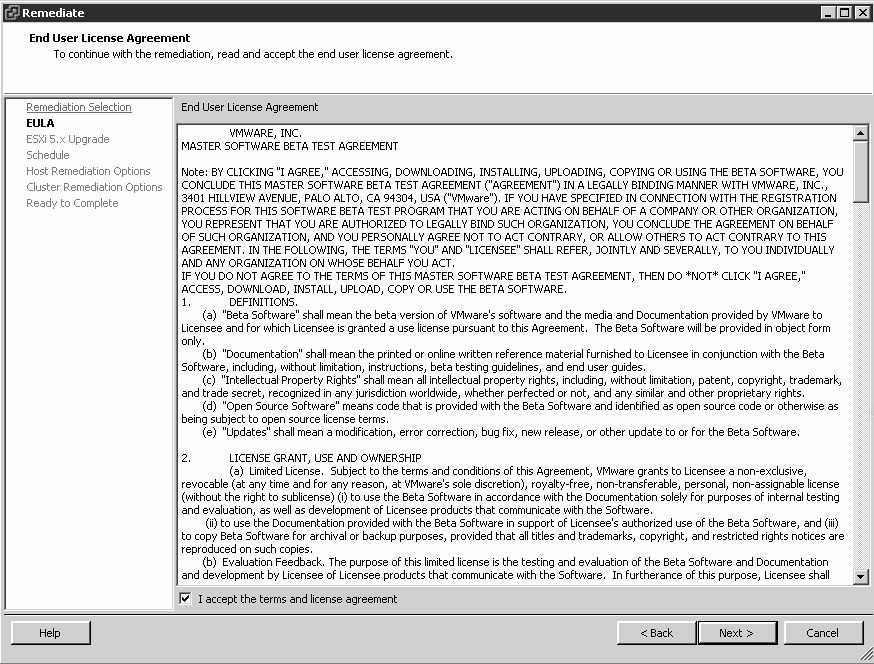 Remediate
End User License Agreement
To continue with the remediation, read and accept the end user license agreement.
Remediation Selection
EULA
ESXi 5.x Upgrade
Schedule
Host Remediation Options
Cluster Remediation Options
Ready to Complete
End User License Agreement
VMWARE, INC.
MASTER SOFTWARE BETA TEST AGREEMENT
Note: BY CLICKING "I AGREE," ACCESSING, DOWNLOADING, INSTALLING, UPLOADING, COPYING OR USING THE BETA SOFTWARE, YOU
CONCLUDE THIS MASTER SOFTWARE BETA TEST AGREEMENT ("AGREEMENT") IN A LEGALLY BINDING MANNER WITH VMWARE, INC.,
3401 HILLVIEW AVENUE, PALO ALTO, CA 94304, USA ("VMware"). IF YOU HAVE SPECIFIED IN CONNECTION WITH THE REGISTRATION
PROCESS FOR THIS SOFTWARE BETA TEST PROGRAM THAT YOU ARE ACTING ON BEHALF OF A COMPANY OR OTHER ORGANIZATION,
YOU REPRESENT THAT YOU ARE AUTHORIZED TO LEGALLY BIND SUCH ORGANIZATION, YOU CONCLUDE THE AGREEMENT ON BEHALF
OF SUCH ORGANIZATION, AND YOU PERSONALLY AGREE NOT TO ACT CONTRARY, OR ALLOW OTHERS TO ACT CONTRARY TO THIS
AGREEMENT. IN THE FOLLOWING, THE TERMS "YOU" AND "LICENSEE" SHALL REFER, JOINTLY AND SEVERALLY, TO YOU INDIVIDUALLY
AND ANY ORGANIZATION ON WHOSE BEHALF YOU ACT.
IF YOU DO NOT AGREE TO THE TERMS OF THIS MASTER SOFTWARE BETA TEST AGREEMENT, THEN DO *NOT* CLICK "I AGREE,"
ACCESS, DOWNLOAD, INSTALL, UPLOAD, COPY OR USE THE BETA SOFTWARE.
1. DEFINITIONS.
(a) "Beta Software" shall mean the beta version of VMware's software and the media and Documentation provided by VMware to
Licensee and for which Licensee is granted a use license pursuant to this Agreement. The Beta Software will be provided in object form
only.
(b) "Documentation" shall mean the printed or online written reference material furnished to Licensee in conjunction with the Beta
Software, including, without limitation, instructions, beta testing guidelines, and end user guides.
(c) "Intellectual Property Rights" shall mean all intellectual property rights, including, without limitation, patent, copyright, trademark,
and trade secret, recognized in any jurisdiction worldwide, whether perfected or not, and any similar and other proprietary rights.
(d) "Open Source Software" means code that is provided with the Beta Software and identified as open source code or otherwise as
being subject to open source license terms.
(e) "Updates" shall mean a modification, error correction, bug fix, new release, or other update to or for the Beta Software.
2. LICENSE GRANT, USE AND OWNERSHIP
(a) Limited License. Subject to the terms and conditions of this Agreement, VMware grants to Licensee a non-exclusive,
revocable (at any time and for any reason, at VMware's sole discretion), royalty-free, non-transferable, personal, non-assignable license
(without the right to sublicense) (i) to use the Beta Software in accordance with the Documentation solely for purposes of internal testing
and evaluation, as well as development of Licensee products that communicate with the Software.
(ii) to use the Documentation provided with the Beta Software in support of Licensee's authorized use of the Beta Software, and (iii)
to copy Beta Software for archival or backup purposes, provided that all titles and trademarks, copyright, and restricted rights notices are
reproduced on such copies.
(b) Evaluation Feedback. The purpose of this limited license is the testing and evaluation of the Beta Software and Documentation
and development by Licensee of Licensee products that communicate with the Software. In furtherance of this purpose, Licensee shall
I accept the terms and license agreement
Help
< Back
Next >
Cancel